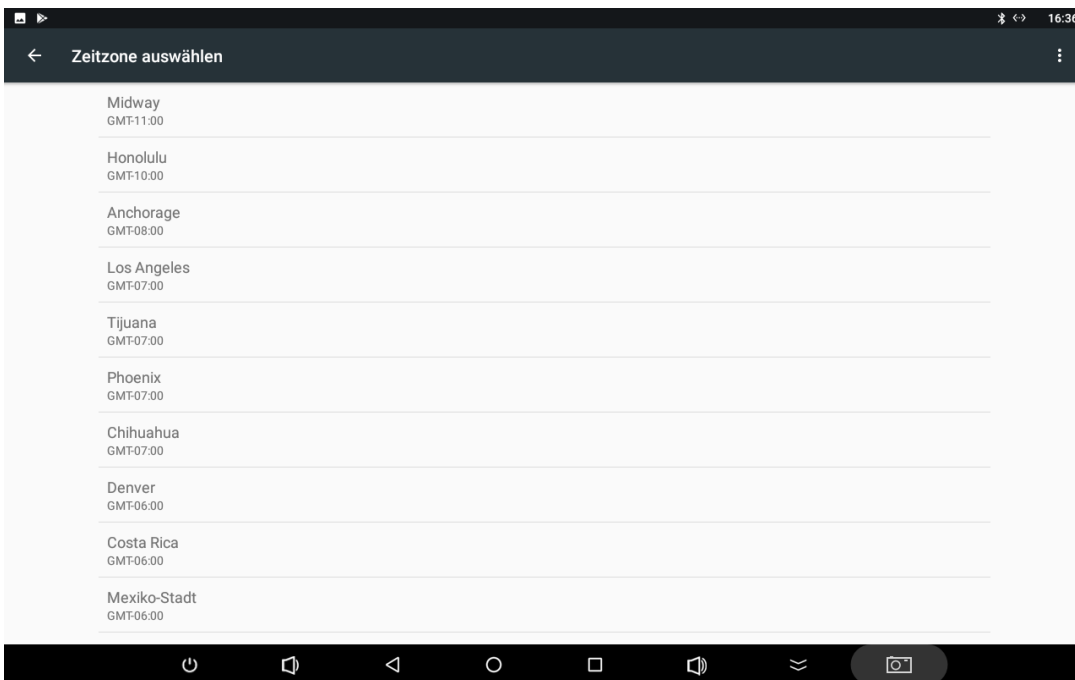 16:36
Zeitzone auswählen
Midway
GMT-11:00
Honolulu
GMT-10:00
Anchorage
GMT-08:00
Los Angeles
GMT-07:00
Tijuana
GMT-07:00
Phoenix
GMT-07:00
Chihuahua
GMT-07:00
Denver
GMT-06:00
Costa Rica
GMT-06:00
Mexiko-Stadt
GMT-06:00